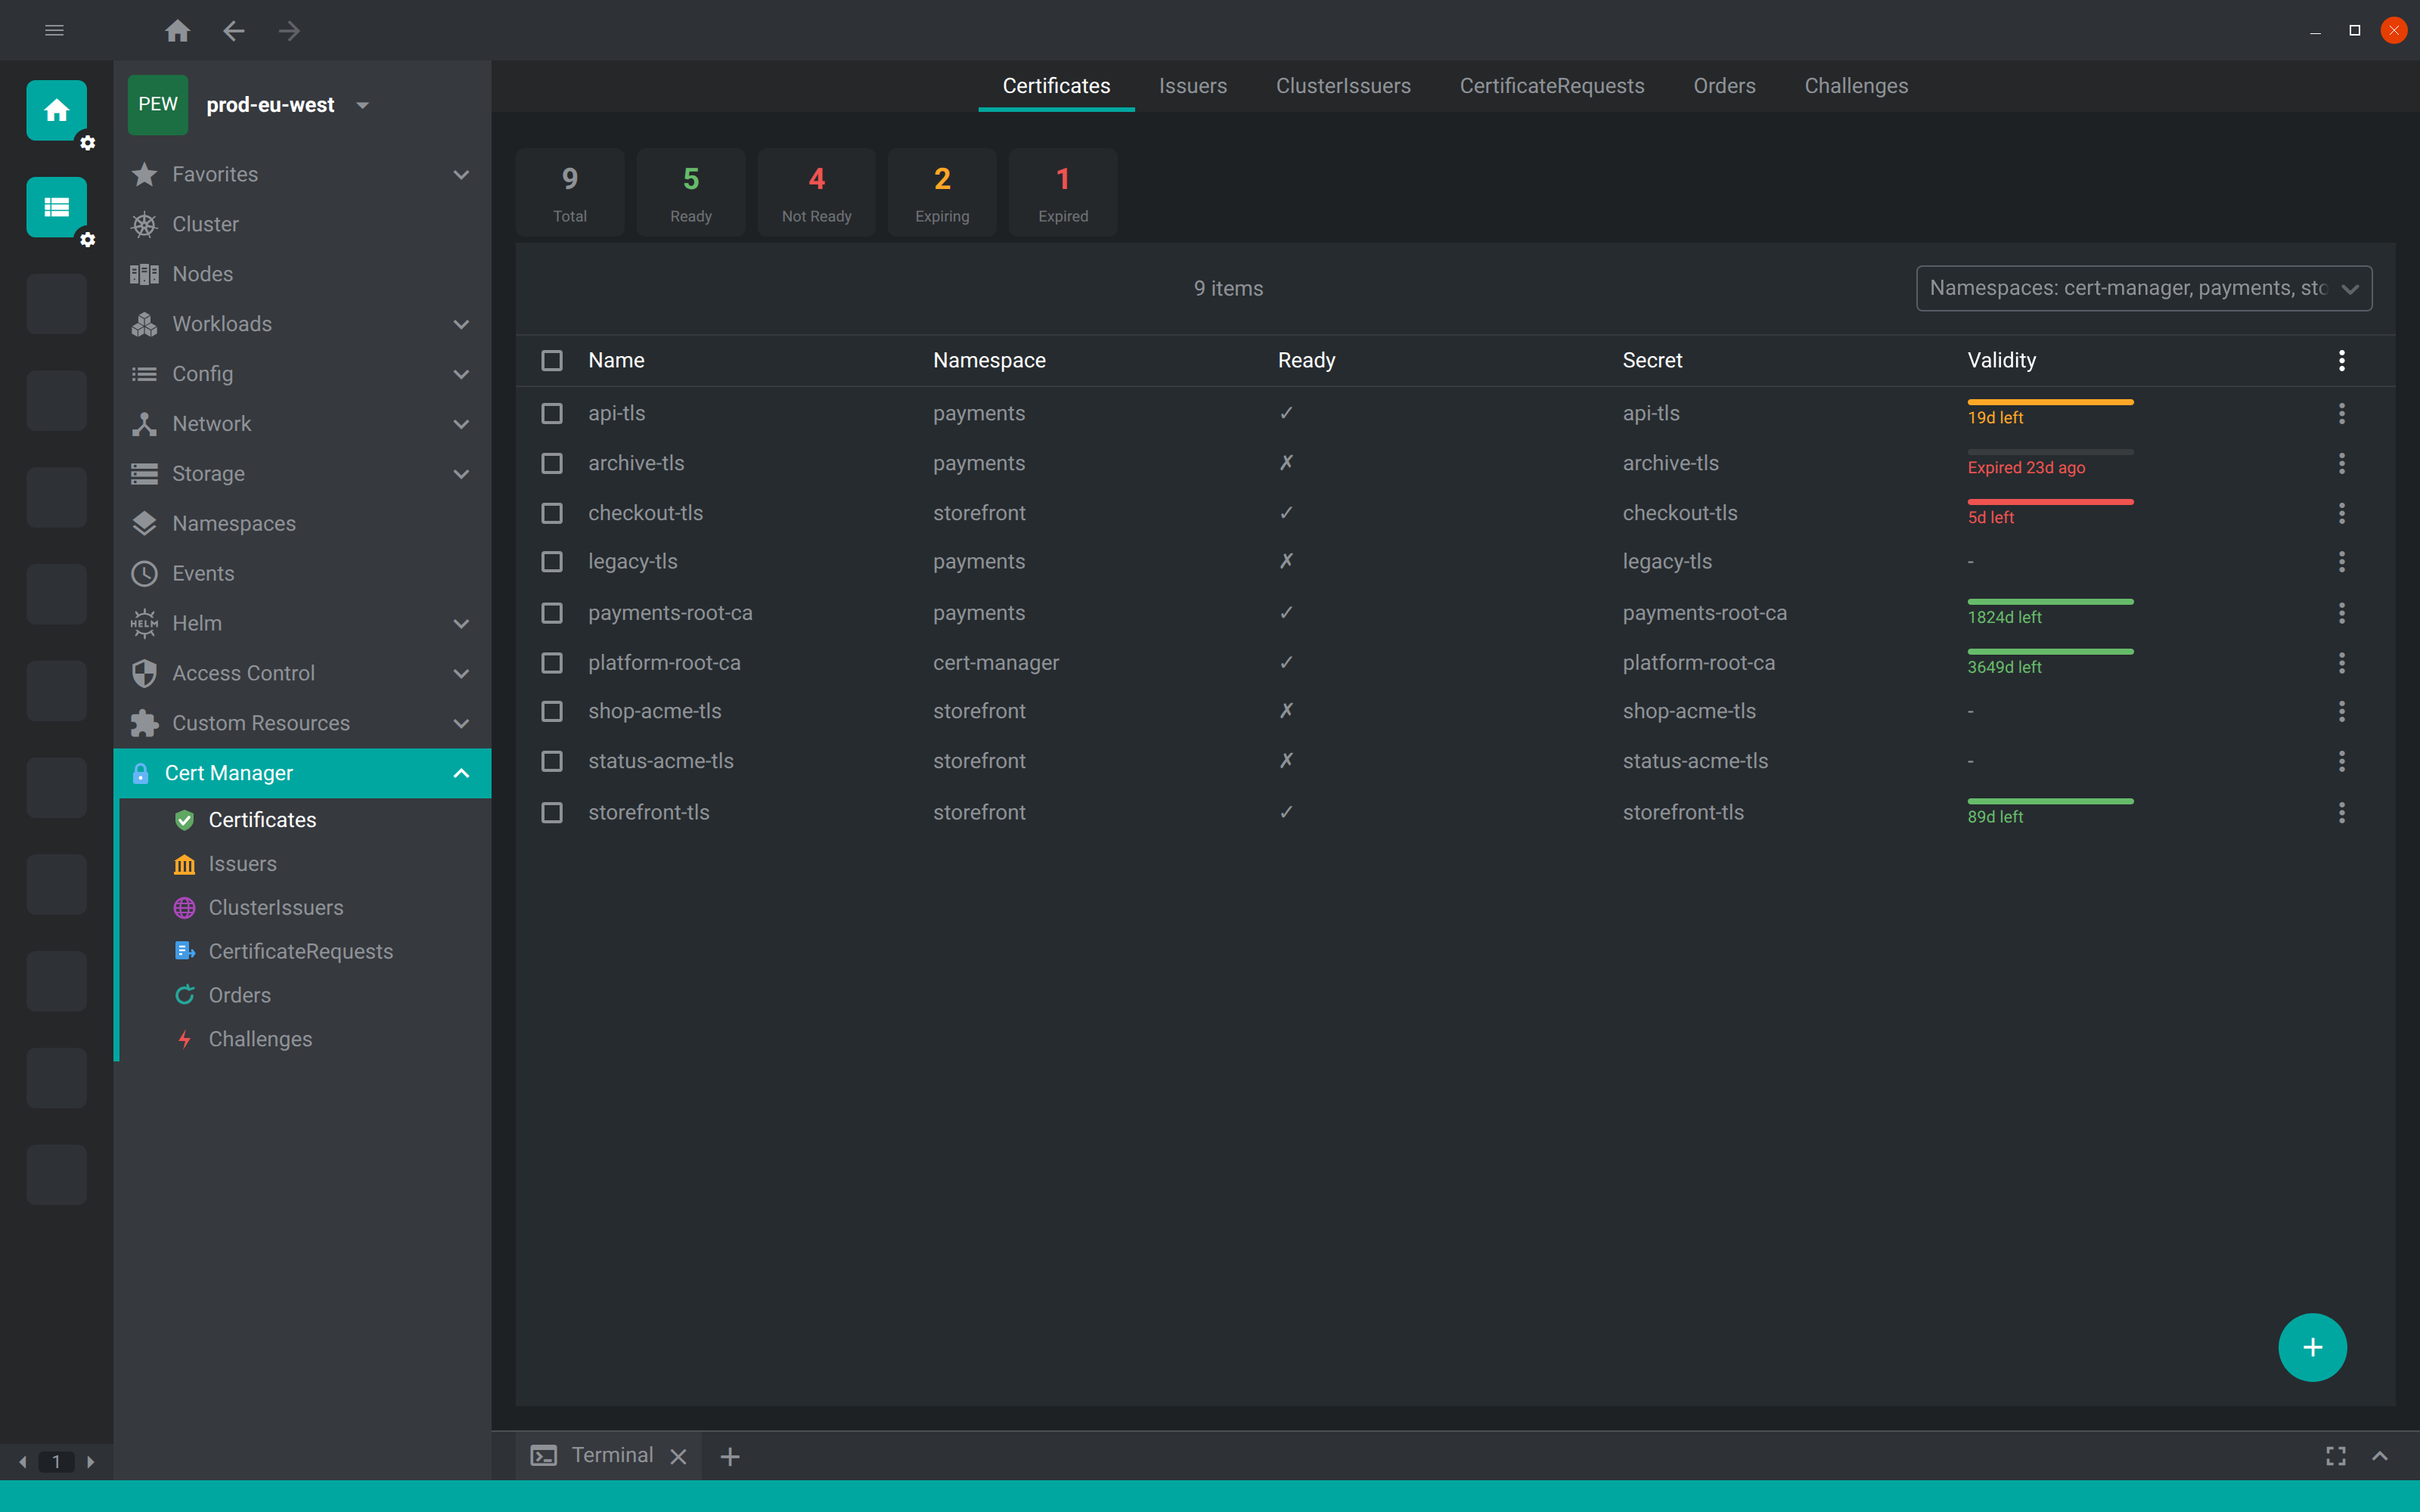 PEW prod-eu-west
Favorites
Cluster
Nodes
Workloads
Config
Network
Storage
Namespaces
Events
HELM Helm
Access Control
Custom Resources
Cert Manager
Certificates
Issuers
ClusterIssuers
CertificateRequests
Orders
Challenges
1
Certificates Issuers ClusterIssuers CertificateRequests Orders Challenges
9 5 4 2 1
Total Ready Not Ready Expiring Expired
9 items Namespaces: cert-manager, payments, sto
Name Namespace Ready Secret Validity
api-tls payments ✓ api-tls 19d left
archive-tls payments ✗ archive-tls Expired 23d ago
checkout-tls storefront ✓ checkout-tls 5d left
legacy-tls payments ✗ legacy-tls -
payments-root-ca payments ✓ payments-root-ca 1824d left
platform-root-ca cert-manager ✓ platform-root-ca 3649d left
shop-acme-tls storefront ✗ shop-acme-tls -
status-acme-tls storefront ✗ status-acme-tls -
storefront-tls storefront ✓ storefront-tls 89d left
Terminal